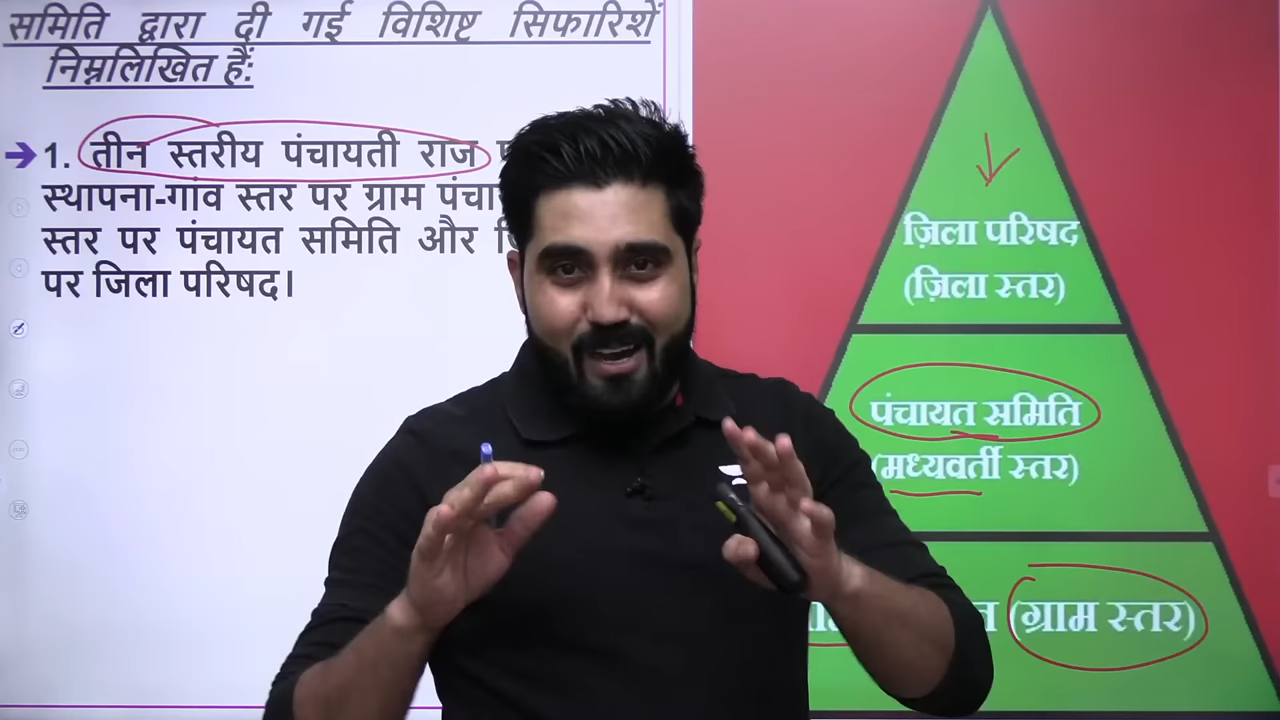 समिति द्वारा दी गई विशिष्ट सिफारिशें
निम्नलिखित हैं:
1. तीन स्तरीय पंचायती राज
स्थापना-गांव स्तर पर ग्राम
स्तर पर पंचायत समिति और
पर जिला परिषद।
ज़िला परिषद
(ज़िला स्तर)
पंचायत समिति
(मध्यवर्ती स्तर)
(ग्राम स्तर)